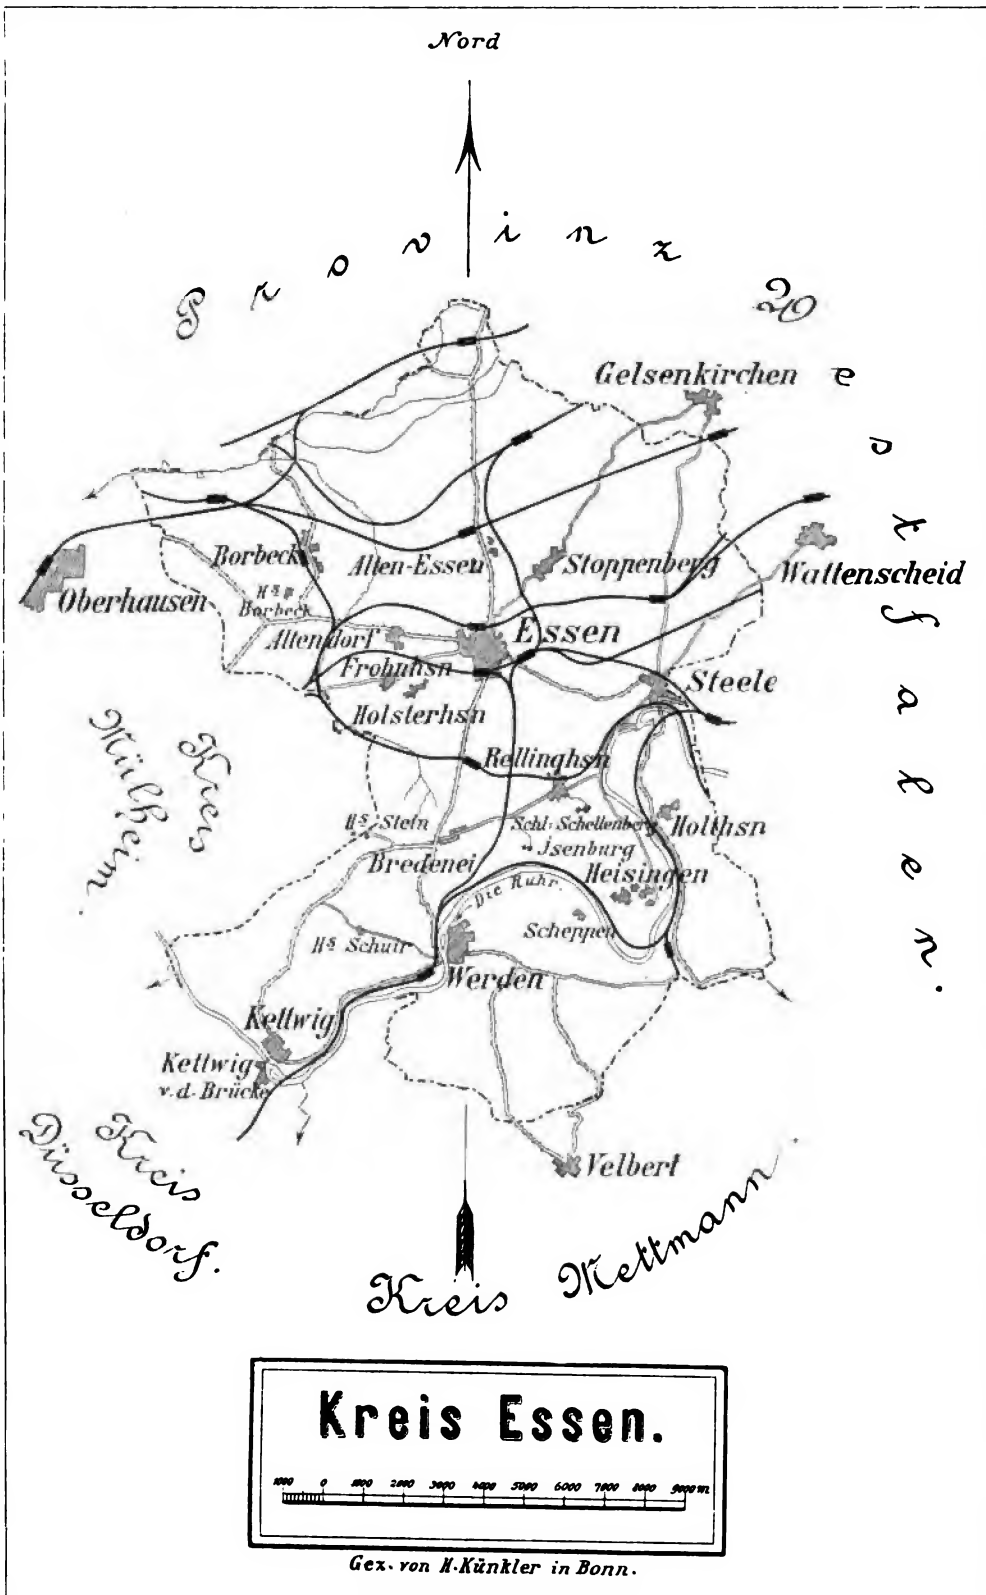 Nord
Provinz Westfalen.
Gelsenkirchen
Borbeck
Alten-Essen
Stoppenberg
Wattenscheid
Oberhausen
Hs Borbeck
Altendorf
Essen
Frohnhsn
Steele
Holsterhsn
Kreis Mülheim.
Rellinghsn
Hs Stein
Schl: Schellenberg
Holthsn
Bredenei
Jsenburg
Heisingen
Die Ruhr.
Scheppen
Hs Schuir
Werden
Kettwig
Kettwig
v. d. Brücke
Kreis Düsseldorf.
Velbert
Kreis Mettmann
Kreis Essen.
1000 0 1000 2000 3000 4000 5000 6000 7000 8000 9000 m
Gez. von H. Künkler in Bonn.